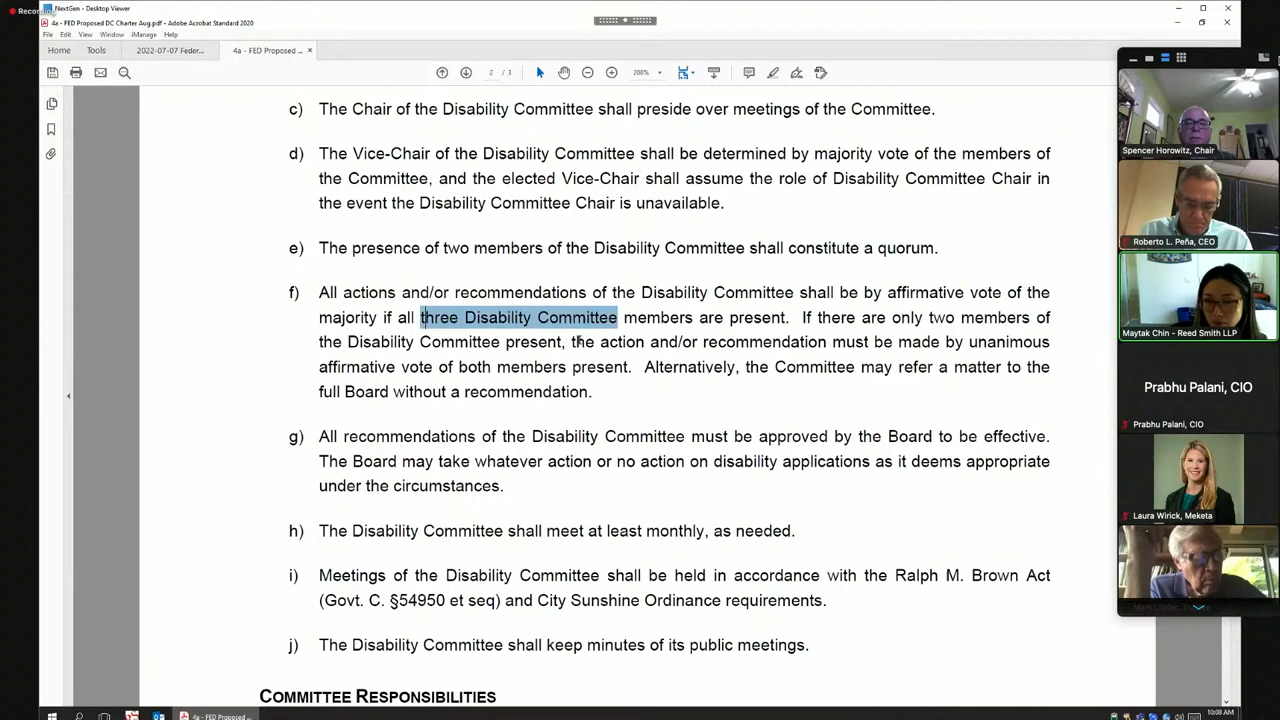 Recording
NextGen - Desktop Viewer
4a - FED Proposed DC Charter Aug.pdf - Adobe Acrobat Standard 2020
File Edit View Window iManage Help
Home Tools 2022-07-07 Feder... 4a - FED Proposed ... ×
2 / 3 200%
c) The Chair of the Disability Committee shall preside over meetings of the Committee.
d) The Vice-Chair of the Disability Committee shall be determined by majority vote of the members of
the Committee, and the elected Vice-Chair shall assume the role of Disability Committee Chair in
the event the Disability Committee Chair is unavailable.
e) The presence of two members of the Disability Committee shall constitute a quorum.
f) All actions and/or recommendations of the Disability Committee shall be by affirmative vote of the
majority if all three Disability Committee members are present. If there are only two members of
the Disability Committee present, the action and/or recommendation must be made by unanimous
affirmative vote of both members present. Alternatively, the Committee may refer a matter to the
full Board without a recommendation.
g) All recommendations of the Disability Committee must be approved by the Board to be effective.
The Board may take whatever action or no action on disability applications as it deems appropriate
under the circumstances.
h) The Disability Committee shall meet at least monthly, as needed.
i) Meetings of the Disability Committee shall be held in accordance with the Ralph M. Brown Act
(Govt. C. §54950 et seq) and City Sunshine Ordinance requirements.
j) The Disability Committee shall keep minutes of its public meetings.
COMMITTEE RESPONSIBILITIES
Spencer Horowitz, Chair
Roberto L. Peña, CEO
Maytak Chin - Reed Smith LLP
Prabhu Palani, CIO
Prabhu Palani, CIO
Laura Wirick, Meketa
4a - FED Proposed ...
10:08 AM